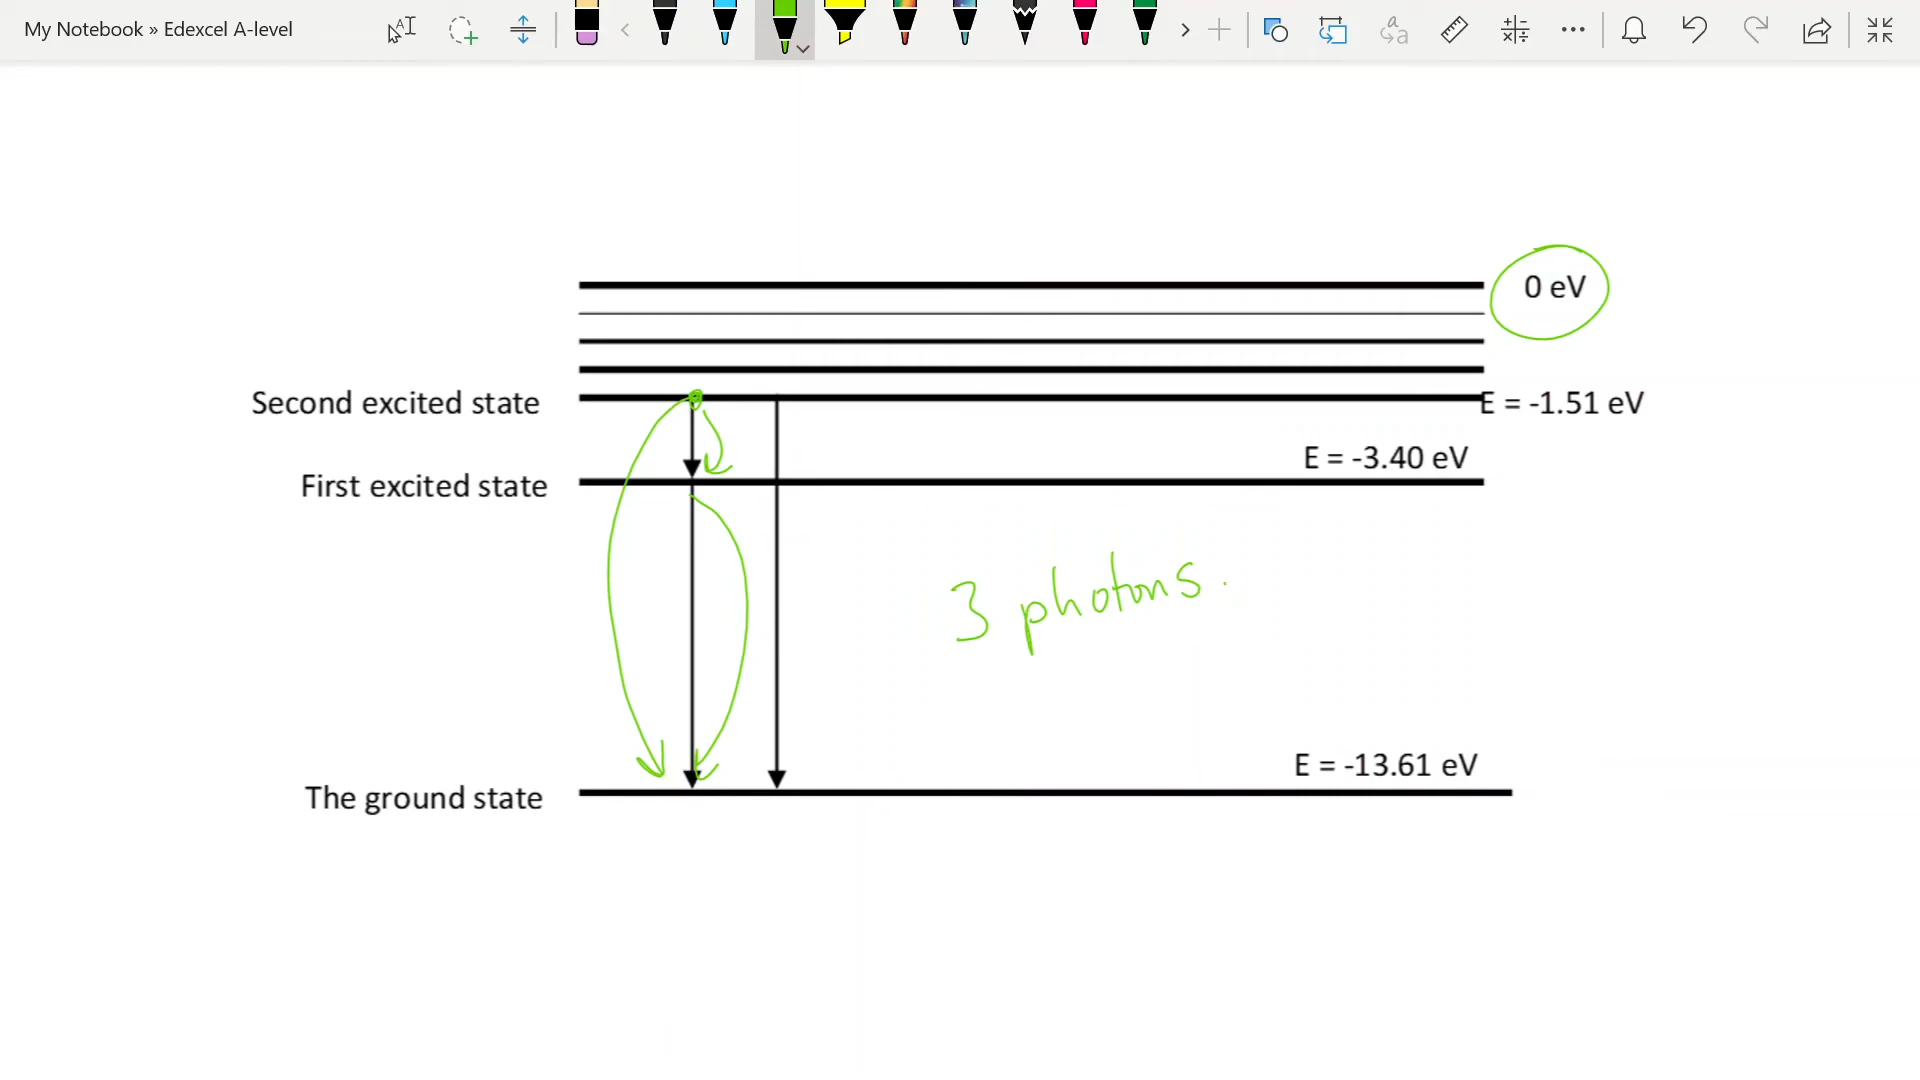 My Notebook » Edexcel A-level
0 eV
Second excited state
E = -1.51 eV
E = -3.40 eV
First excited state
3 photons.
E = -13.61 eV
The ground state